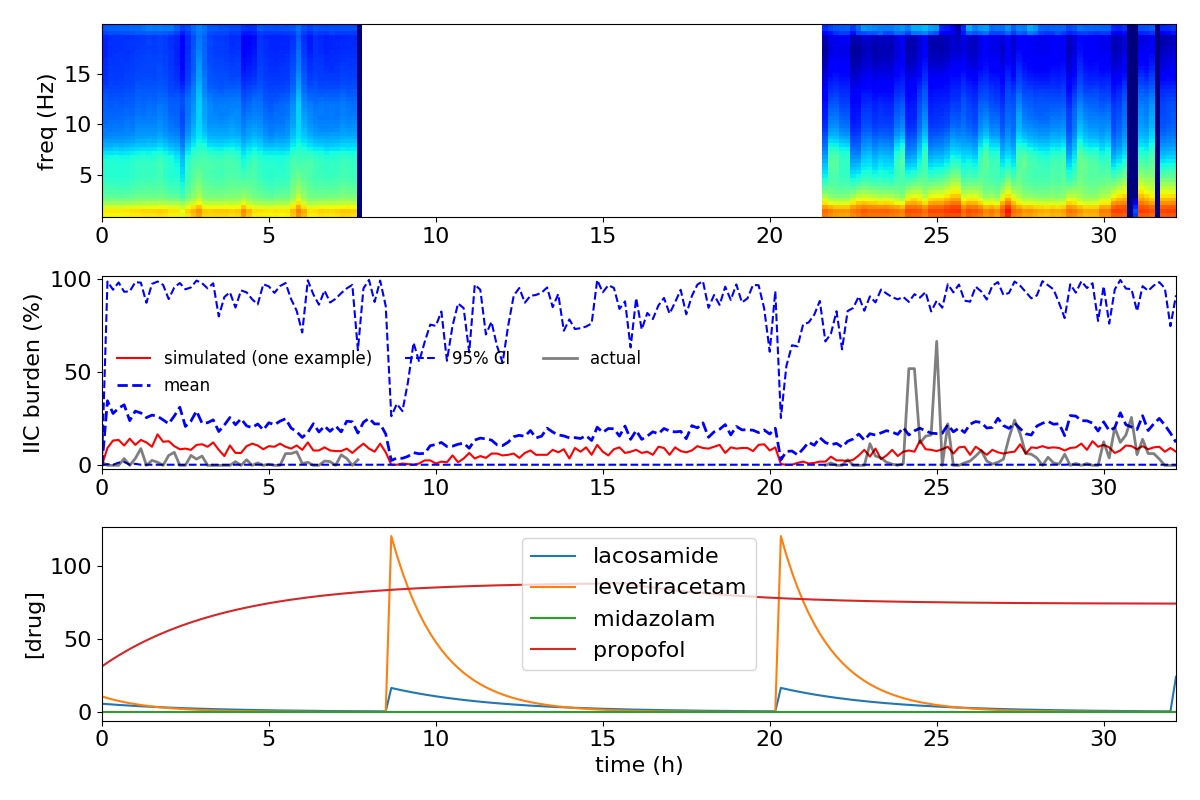 freq (Hz)
15
10
5
0 5 10 15 20 25 30
IIC burden (%)
100
50
0
simulated (one example) 95% CI actual
mean
0 5 10 15 20 25 30
[drug]
100
50
0
lacosamide
levetiracetam
midazolam
propofol
0 5 10 15 20 25 30
time (h)